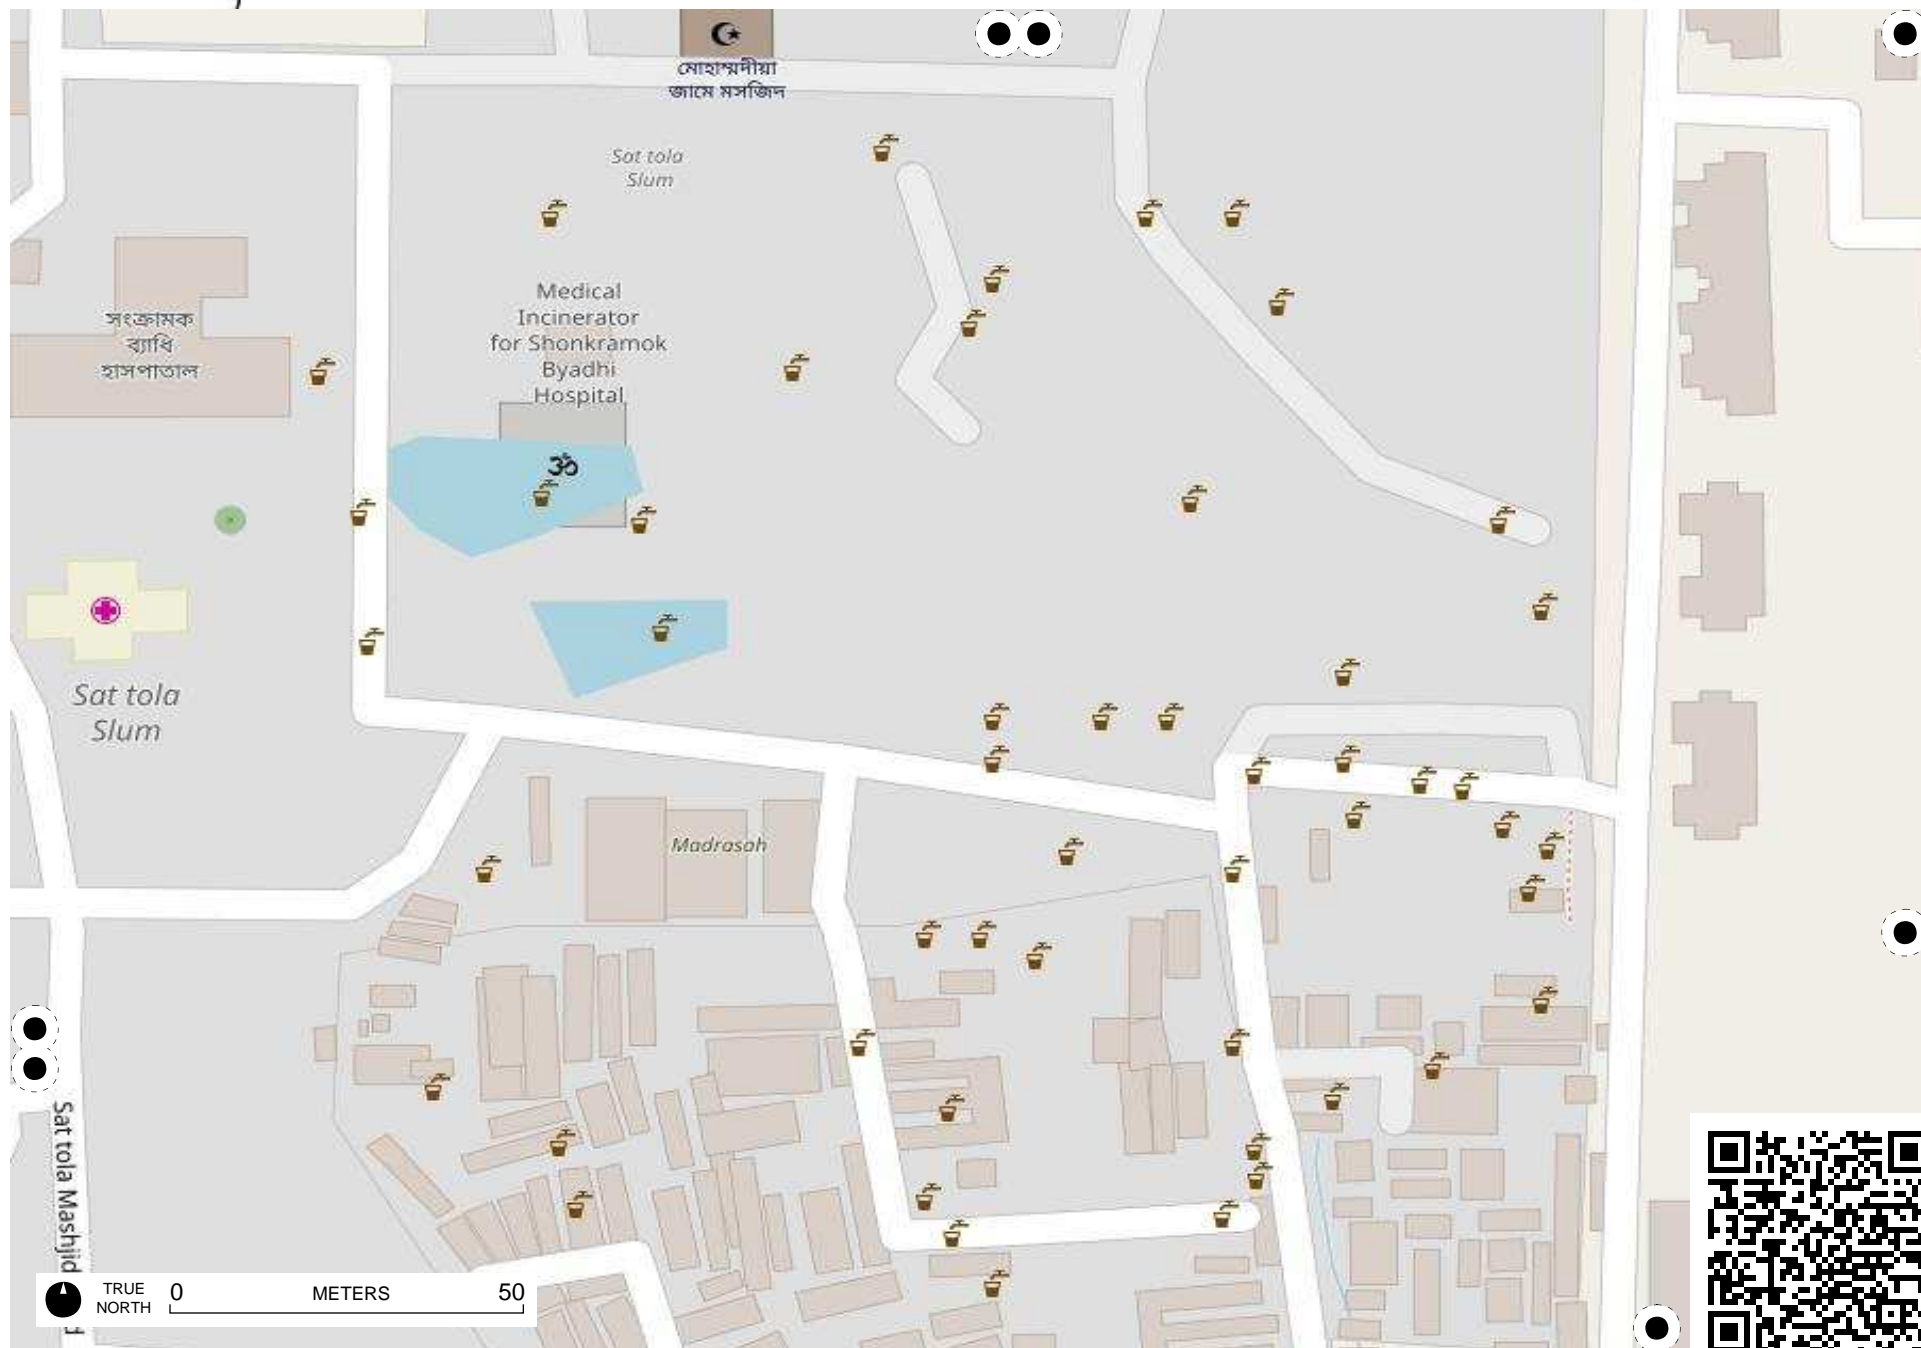 মোহাম্মদীয়া
জামে মসজিদ
Sat tola
Slum
Medical
Incinerator
for Shonkramok
Byadhi
Hospital
সংক্রামক
ব্যাধি
হাসপাতাল
ॐ
Sat tola
Slum
Madrasah
Sat tola Mashjid
TRUE
NORTH
0 METERS 50